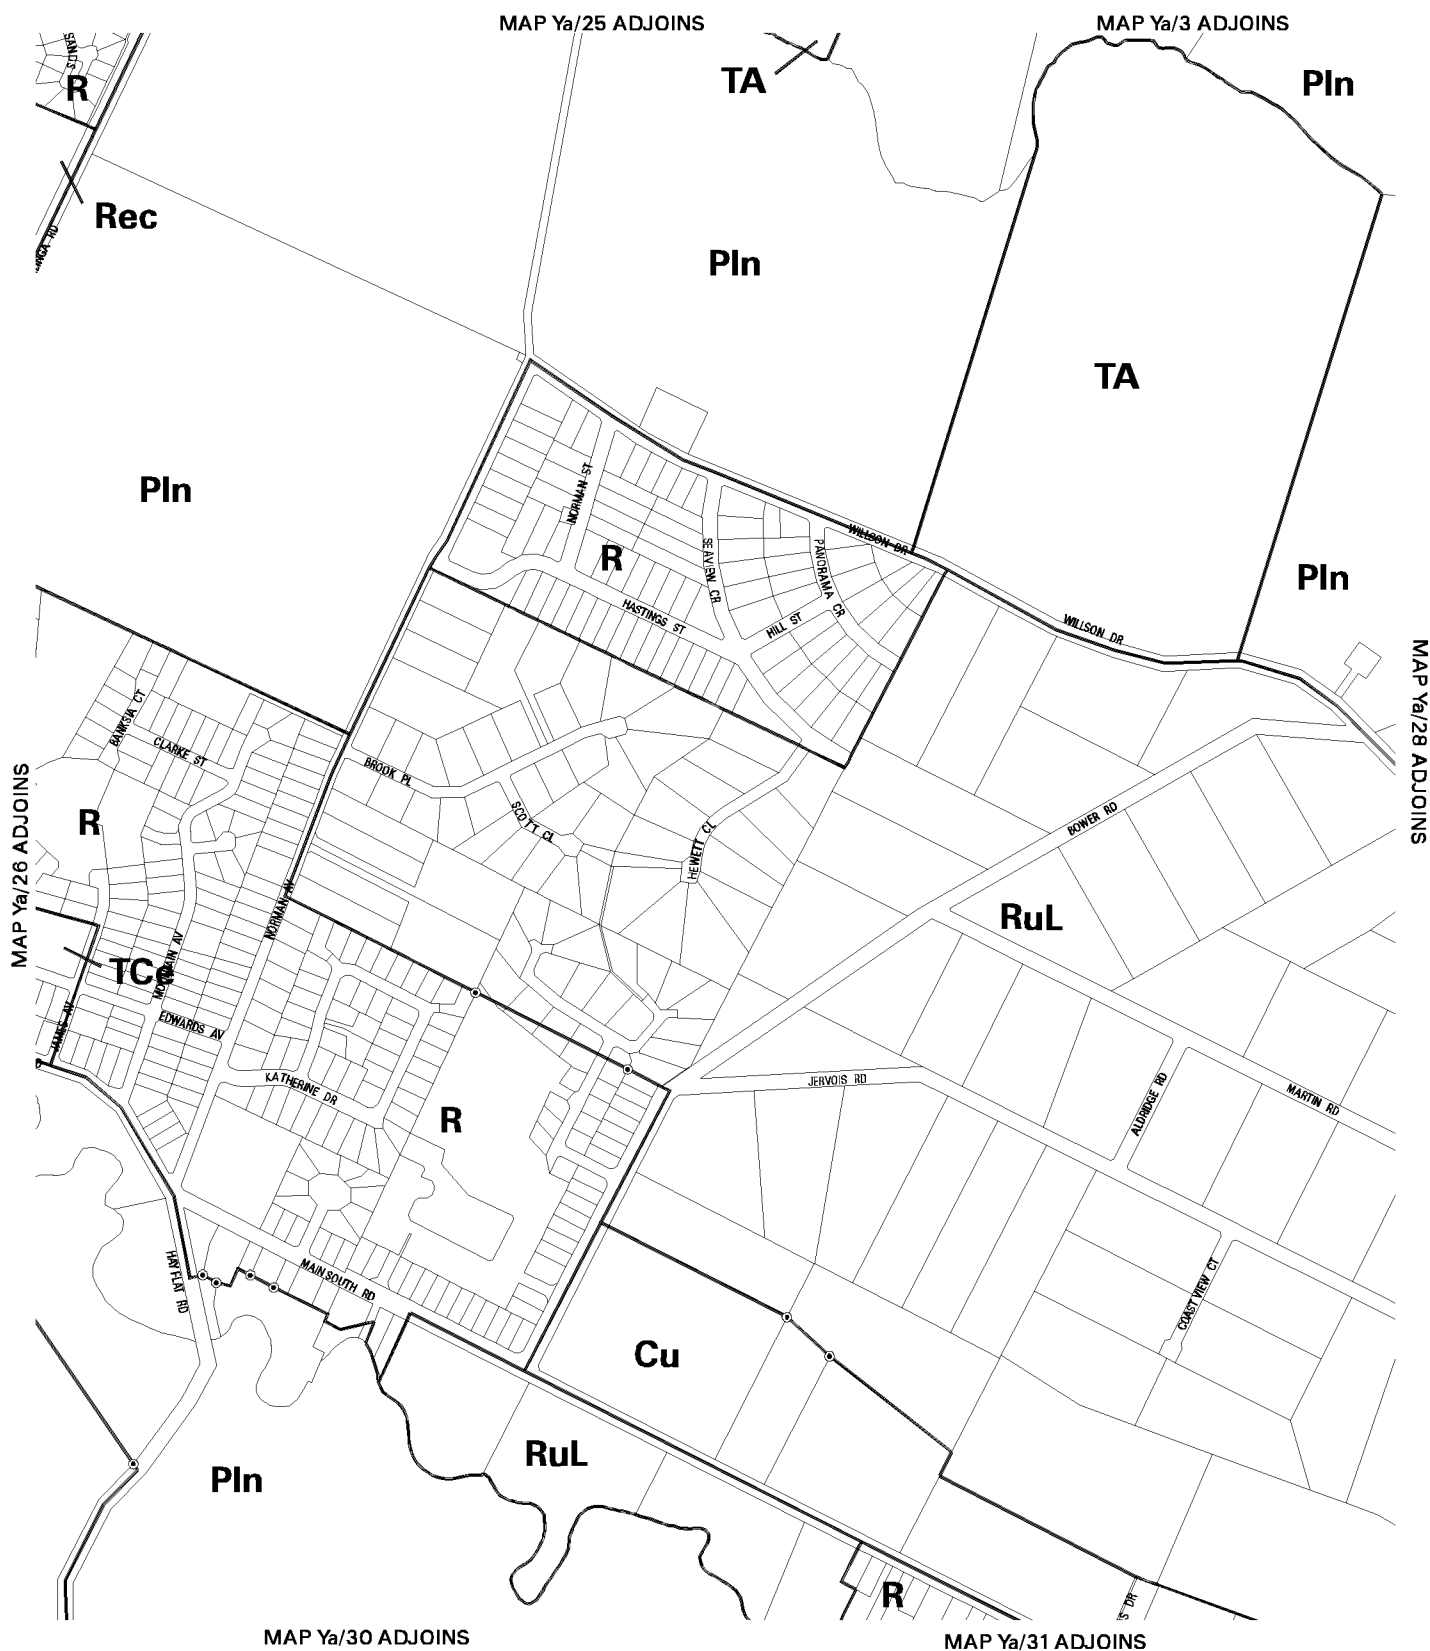 MAP Ya/25 ADJOINS
MAP Ya/3 ADJOINS
SANDS
R
TA
Pln
Rec
Pln
TA
Pln
NORMAN ST
R
SEAVIEW CR
PANORAMA CR
WILLSON DR
HASTINGS ST
HILL ST
WILLSON DR
Pln
MAP Ya/28 ADJOINS
BANKSIA CT
CLARKE ST
BROOK PL
SCOTT CL
HEWETT CL
BOWER RD
MAP Ya/26 ADJOINS
R
NORMAN AV
RuL
TCe
JAMES AV
EDWARDS AV
KATHERINE DR
R
JERVOIS RD
ALDRIDGE RD
MARTIN RD
HAY FLAT RD
MAIN SOUTH RD
COAST VIEW CT
Cu
RuL
Pln
R
S DR
MAP Ya/30 ADJOINS
MAP Ya/31 ADJOINS